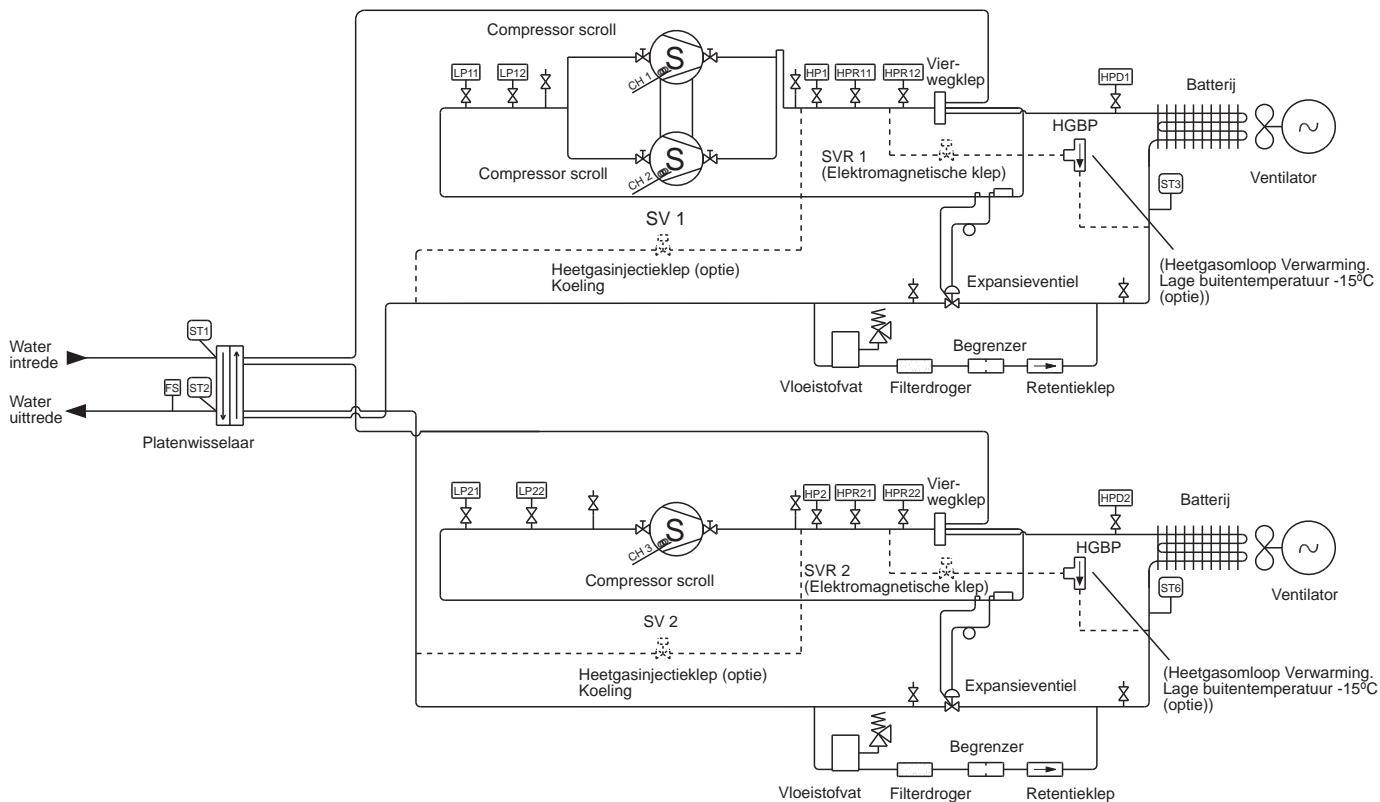 Compressor scroll
CH 1
LP11
LP12
HP1
HPR11
HPR12
Vier-
wegklep
HPD1
Batterij
HGBP
Compressor scroll
CH 2
SVR 1
(Elektromagnetische klep)
ST3
Ventilator
SV 1
Heetgasinjectieklep (optie)
Koeling
Expansieventiel
(Heetgasomloop Verwarming.
Lage buitentemperatuur -15ºC
(optie))
Water
intrede
ST1
Begrenzer
Vloeistofvat
Filterdroger
Retentieklep
Water
uittrede
FS
ST2
Platenwisselaar
LP21
LP22
HP2
HPR21
HPR22
Vier-
wegklep
HPD2
Batterij
S
S
S
CH 3
HGBP
Compressor scroll
SVR 2
(Elektromagnetische klep)
ST6
Ventilator
SV 2
Heetgasinjectieklep (optie)
Koeling
Expansieventiel
(Heetgasomloop Verwarming.
Lage buitentemperatuur -15ºC
(optie))
Begrenzer
Vloeistofvat
Filterdroger
Retentieklep